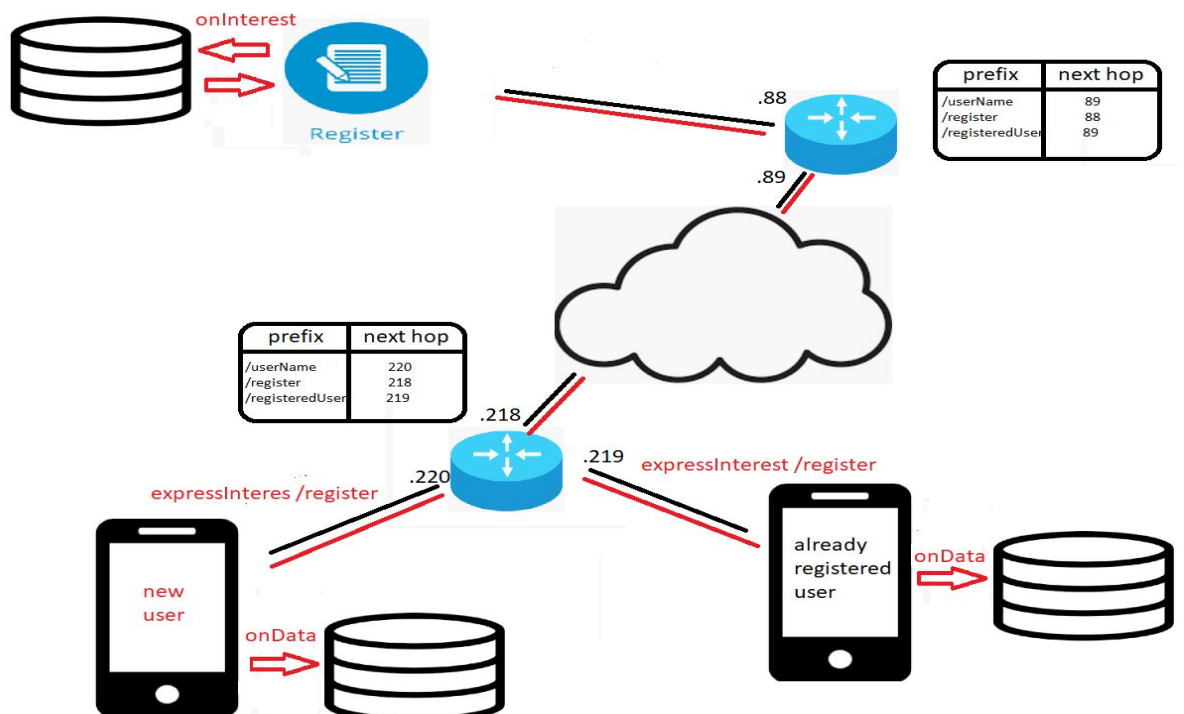 onInterest
Register
.88
prefix next hop
/userName 89
/register 88
/registeredUser 89
.89
prefix next hop
/userName 220
/register 218
/registeredUser 219
.218
.220
.219
expressInteres /register
expressInterest /register
new
user
onData
already
registered
user
onData